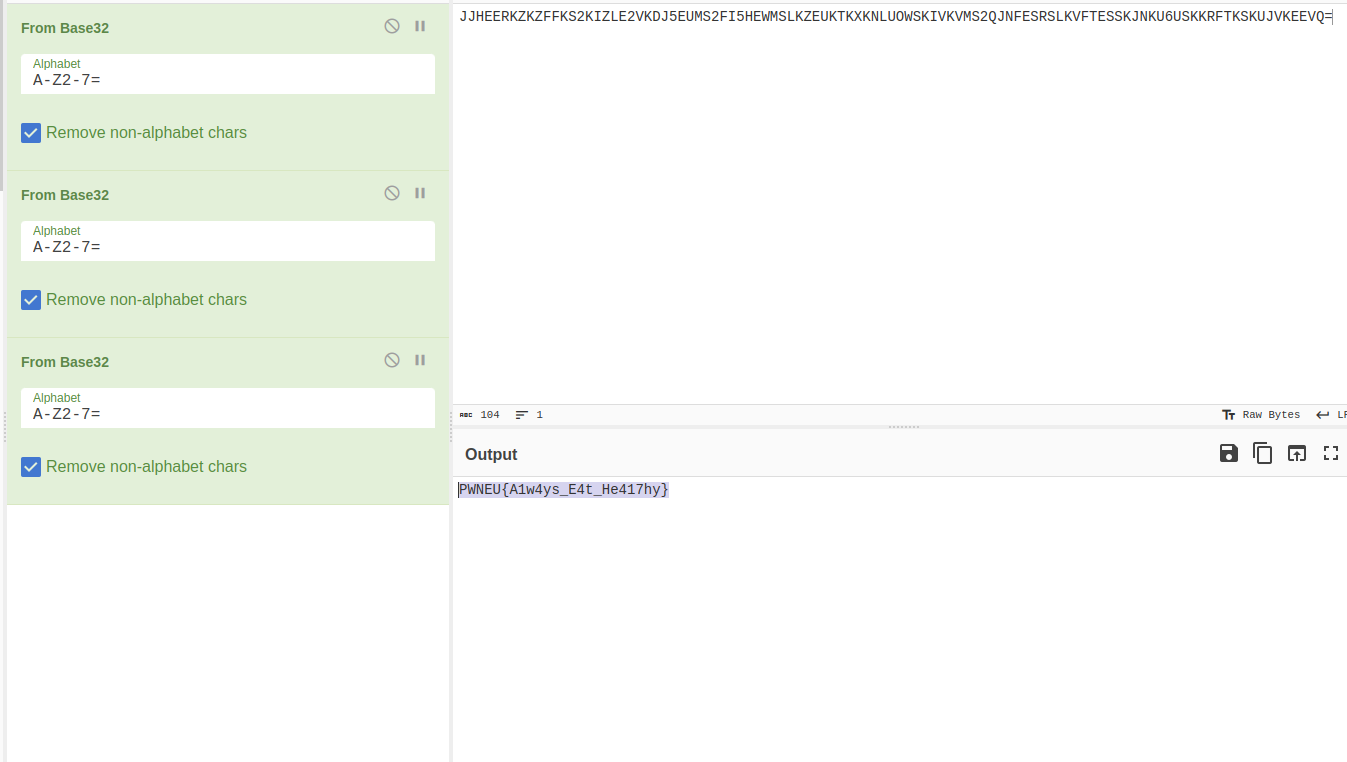 From Base32
Alphabet
A-Z2-7=
Remove non-alphabet chars
From Base32
Alphabet
A-Z2-7=
Remove non-alphabet chars
From Base32
Alphabet
A-Z2-7=
Remove non-alphabet chars
JJHEERKZKZFFKS2KIZLE2VKDJ5EUMS2FI5HEWMSLKZEUKTKXKNLUOWSKIVKVMS2QJNFESRSLKVFTESSKJNKU6USKKRFTKSKUJVKEEVQ=
ABC 104 1 Tт Raw Bytes LF
Output
PWNEU{A1w4ys_E4t_He417hy}